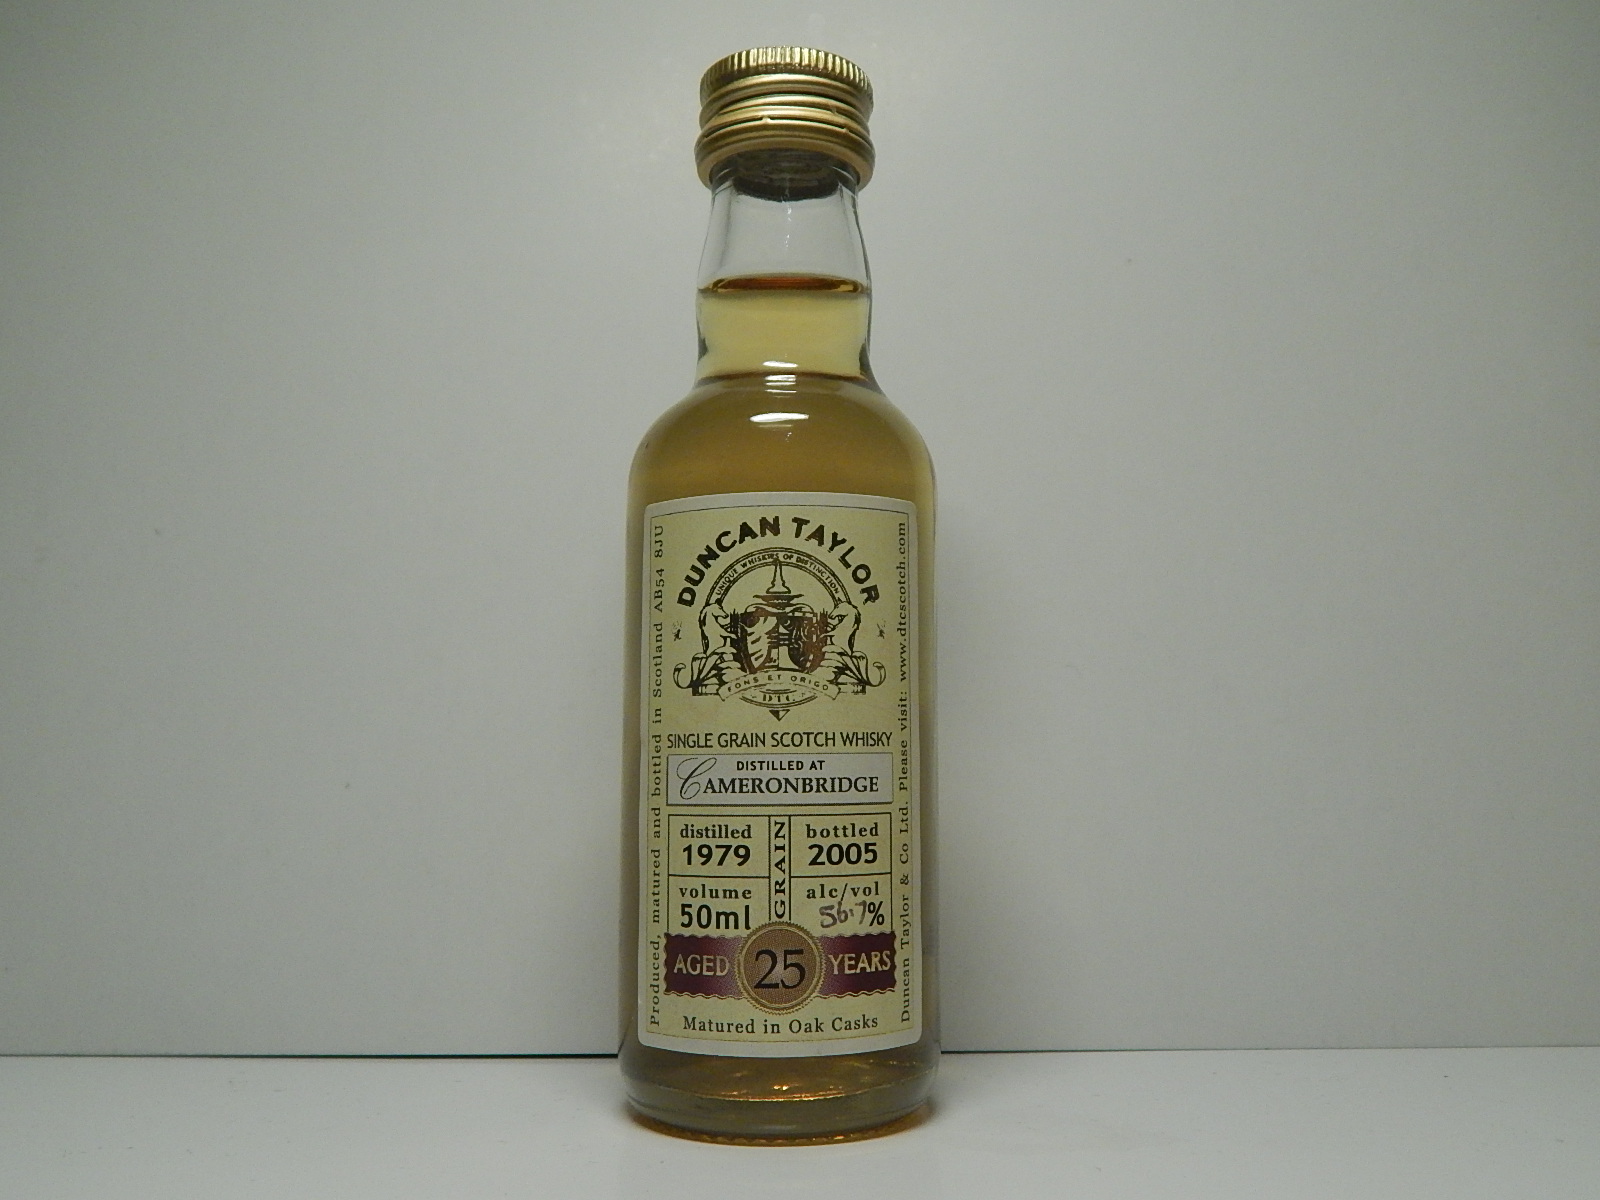 DUNCAN TAYLOR
UNIQUE WHISKIES OF DISTINCTION
FONS ET ORIGO
DTC
SINGLE GRAIN SCOTCH WHISKY
DISTILLED AT
CAMERONBRIDGE
distilled
1979
GRAIN
bottled
2005
volume
50ml
alc/vol
56.7%
AGED 25 YEARS
Matured in Oak Casks
Produced, matured and bottled in Scotland AB54 8JU
Duncan Taylor & Co Ltd. Please visit: www.dtcscotch.com